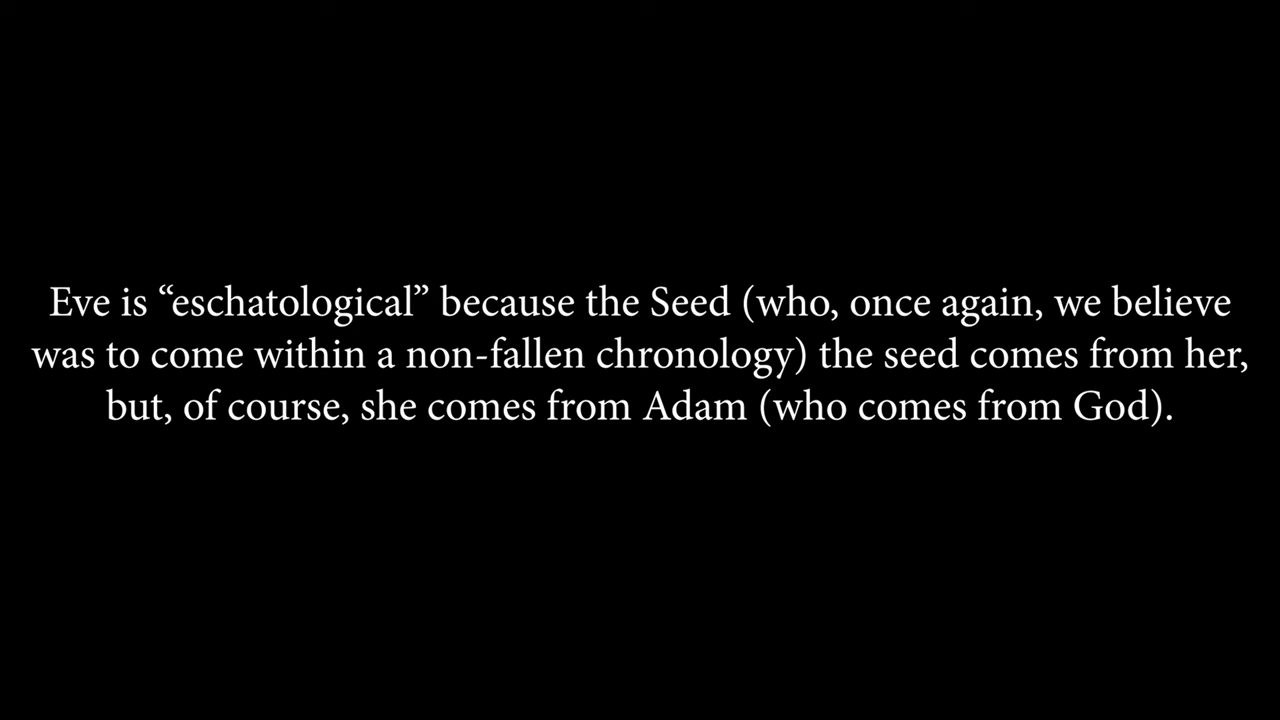 Eve is “eschatological” because the Seed (who, once again, we believe
was to come within a non-fallen chronology) the seed comes from her,
but, of course, she comes from Adam (who comes from God).